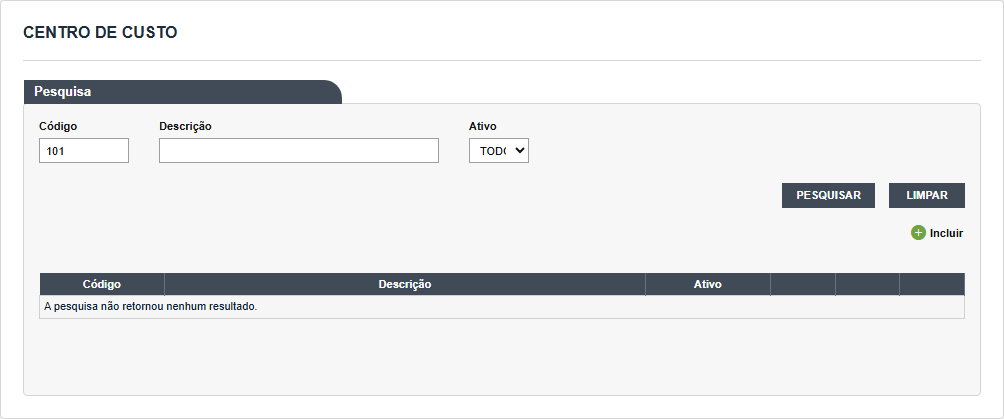 CENTRO DE CUSTO
Pesquisa
Código Descrição Ativo
101 TODO
PESQUISAR LIMPAR
Incluir
Código Descrição Ativo
A pesquisa não retornou nenhum resultado.